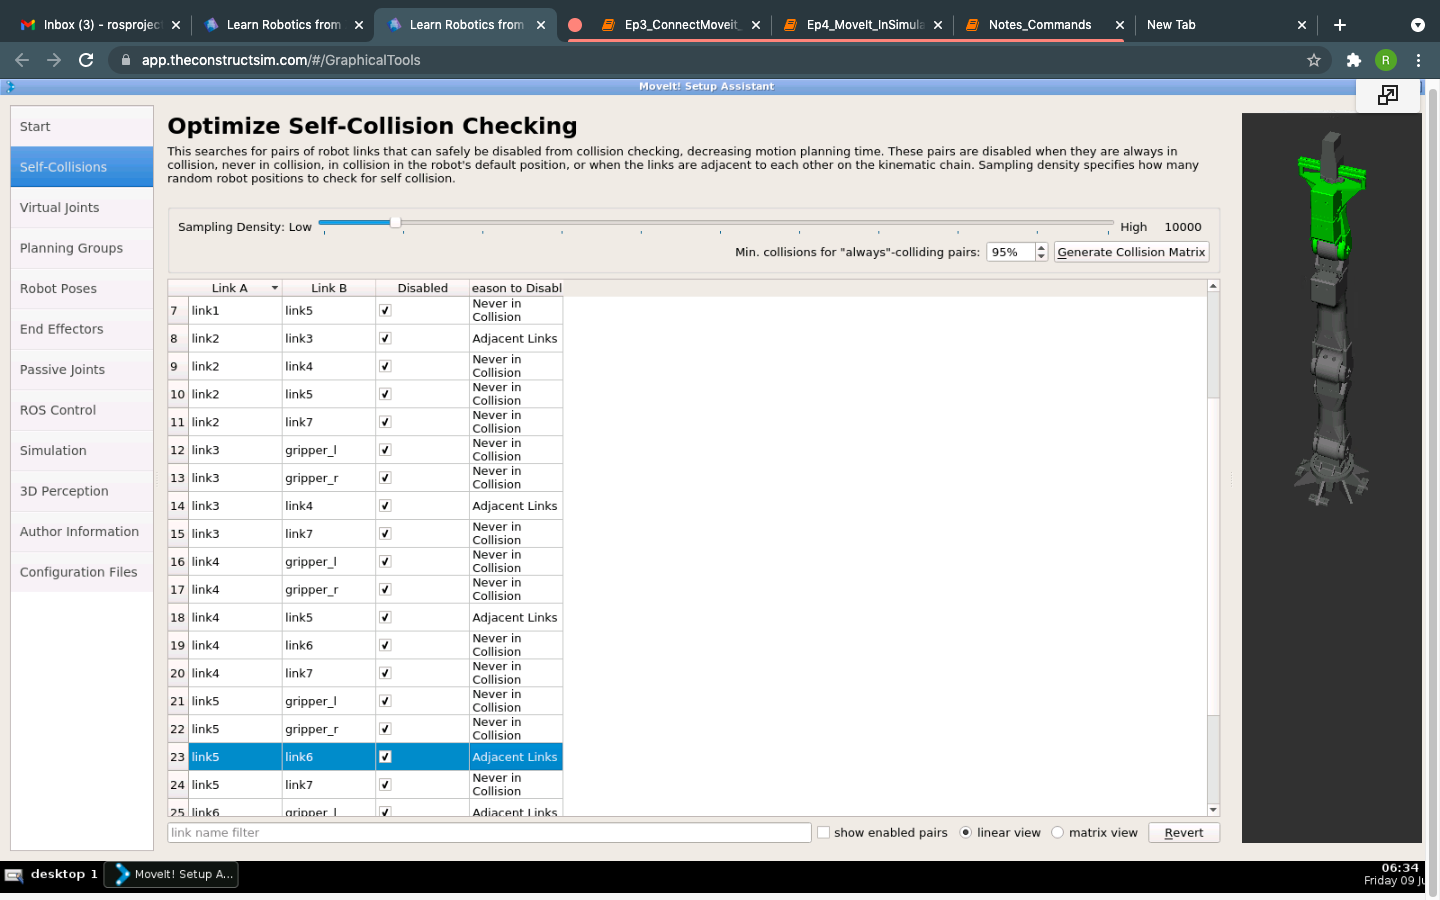 Inbox (3) - rosprojec
Learn Robotics from
Learn Robotics from
Ep3_ConnectMoveit_
Ep4_MoveIt_InSimula
Notes_Commands
New Tab
app.theconstructsim.com/#/GraphicalTools
R
MoveIt! Setup Assistant
Start
Self-Collisions
Virtual Joints
Planning Groups
Robot Poses
End Effectors
Passive Joints
ROS Control
Simulation
3D Perception
Author Information
Configuration Files
Optimize Self-Collision Checking
This searches for pairs of robot links that can safely be disabled from collision checking, decreasing motion planning time. These pairs are disabled when they are always in
collision, never in collision, in collision in the robot's default position, or when the links are adjacent to each other on the kinematic chain. Sampling density specifies how many
random robot positions to check for self collision.
Sampling Density: Low High 10000
Min. collisions for "always"-colliding pairs: 95% Generate Collision Matrix
Link A Link B Disabled eason to Disabl
7 link1 link5 Never in Collision
8 link2 link3 Adjacent Links
9 link2 link4 Never in Collision
10 link2 link5 Never in Collision
11 link2 link7 Never in Collision
12 link3 gripper_l Never in Collision
13 link3 gripper_r Never in Collision
14 link3 link4 Adjacent Links
15 link3 link7 Never in Collision
16 link4 gripper_l Never in Collision
17 link4 gripper_r Never in Collision
18 link4 link5 Adjacent Links
19 link4 link6 Never in Collision
20 link4 link7 Never in Collision
21 link5 gripper_l Never in Collision
22 link5 gripper_r Never in Collision
23 link5 link6 Adjacent Links
24 link5 link7 Never in Collision
25 link6 gripper_l Adjacent Links
link name filter
show enabled pairs linear view matrix view Revert
desktop 1
MoveIt! Setup A...
06:34
Friday 09 Ju